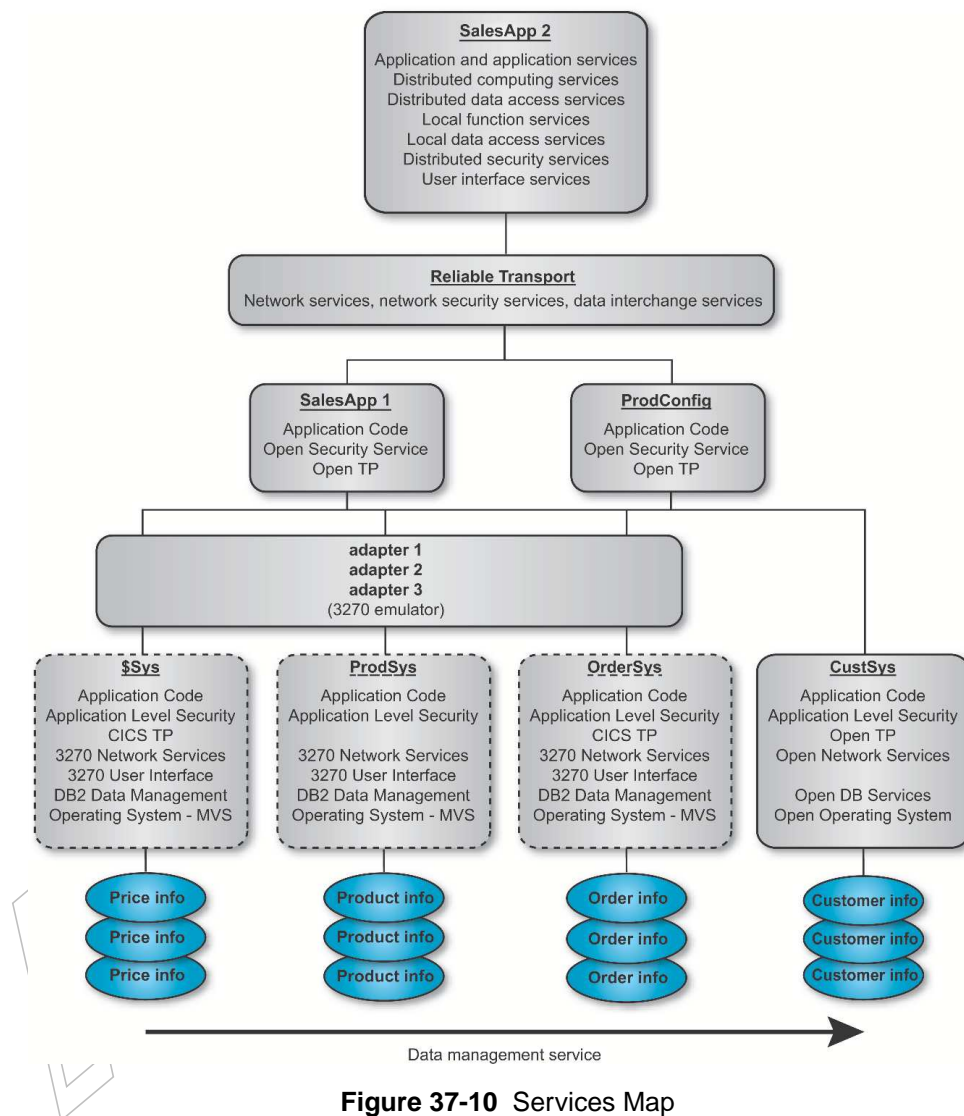 SalesApp 2
Application and application services
Distributed computing services
Distributed data access services
Local function services
Local data access services
Distributed security services
User interface services
Reliable Transport
Network services, network security services, data interchange services
SalesApp 1
Application Code
Open Security Service
Open TP
ProdConfig
Application Code
Open Security Service
Open TP
adapter 1
adapter 2
adapter 3
(3270 emulator)
$Sys
Application Code
Application Level Security
CICS TP
3270 Network Services
3270 User Interface
DB2 Data Management
Operating System - MVS
ProdSys
Application Code
Application Level Security
3270 Network Services
3270 User Interface
DB2 Data Management
Operating System - MVS
OrderSys
Application Code
Application Level Security
CICS TP
3270 Network Services
3270 User Interface
DB2 Data Management
Operating System - MVS
CustSys
Application Code
Application Level Security
Open TP
Open Network Services
Open DB Services
Open Operating System
Price info
Price info
Price info
Product info
Product info
Product info
Order info
Order info
Order info
Customer info
Customer info
Customer info
Data management service
Figure 37-10 Services Map